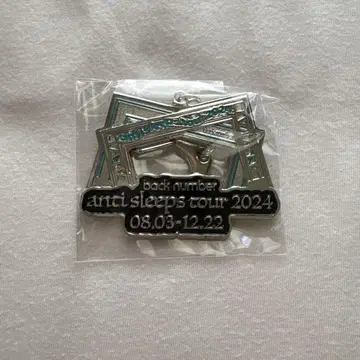 back number
anti sleeps tour 2024
08.03-12.22